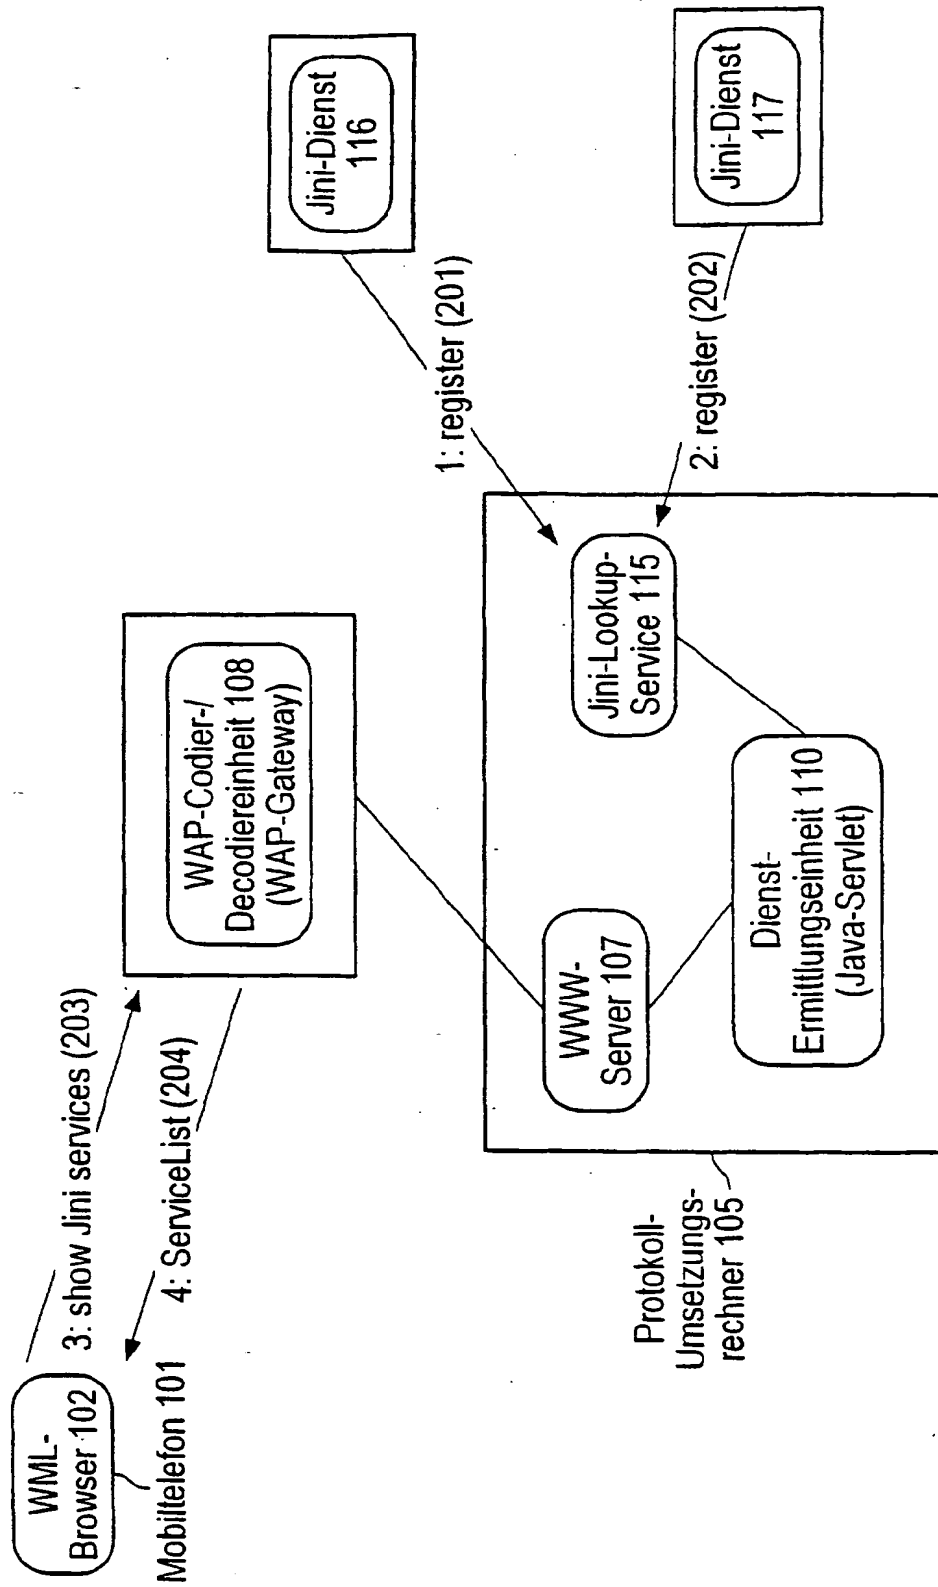 WML-
Browser 102
Mobiltelefon 101
3: show Jini services (203)
4: ServiceList (204)
WAP-Codier-/
Decodiereinheit 108
(WAP-Gateway)
Jini-Dienst
116
1: register (201)
Jini-Dienst
117
2: register (202)
Protokoll-
Umsetzungs-
rechner 105
WWW-
Server 107
Jini-Lookup-
Service 115
Dienst-
Ermittlungseinheit 110
(Java-Servlet)